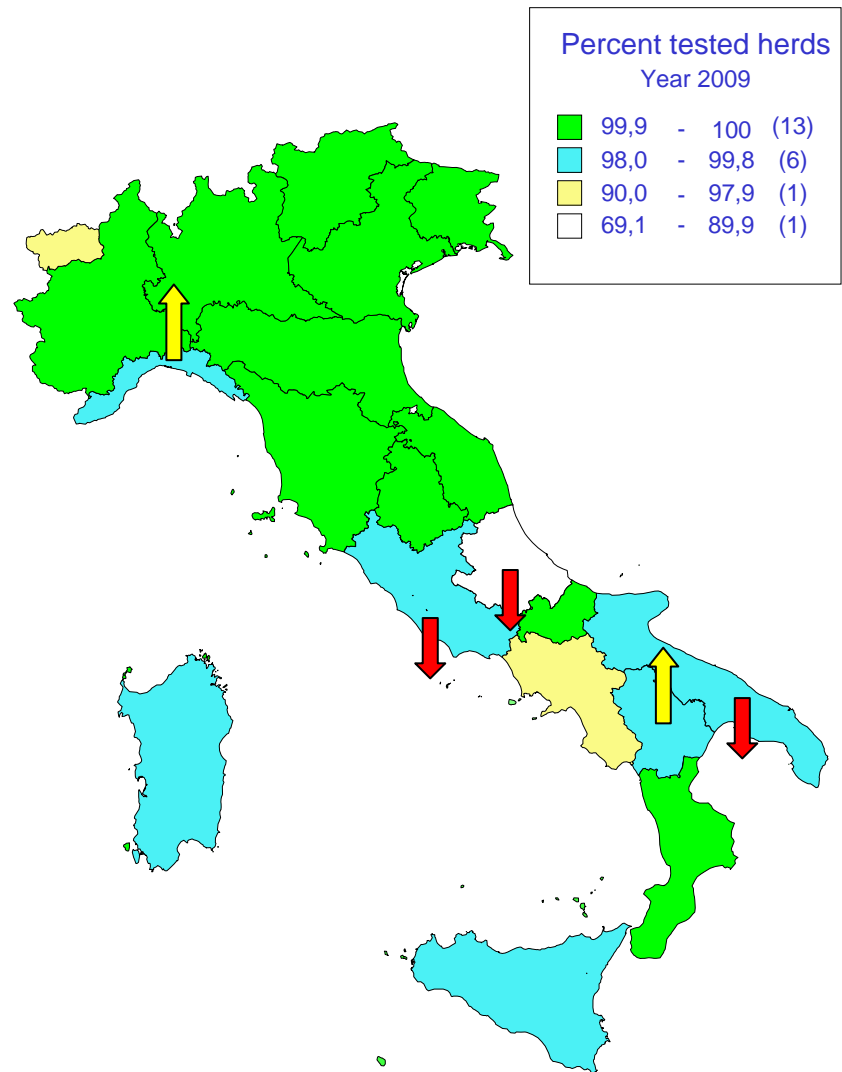 Percent tested herds
Year 2009
99,9 - 100 (13)
98,0 - 99,8 (6)
90,0 - 97,9 (1)
69,1 - 89,9 (1)